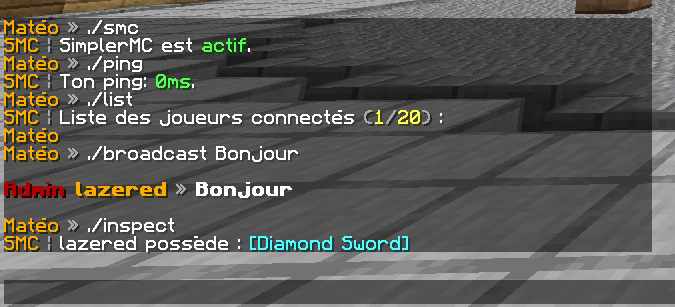 Matéo » ./smc
SMC | SimplerMC est actif.
Matéo » ./ping
SMC | Ton ping: 0ms.
Matéo » ./list
SMC | Liste des joueurs connectés (1/20) :
Matéo
Matéo » ./broadcast Bonjour
Admin lazered » Bonjour
Matéo » ./inspect
SMC | lazered possède : [Diamond Sword]